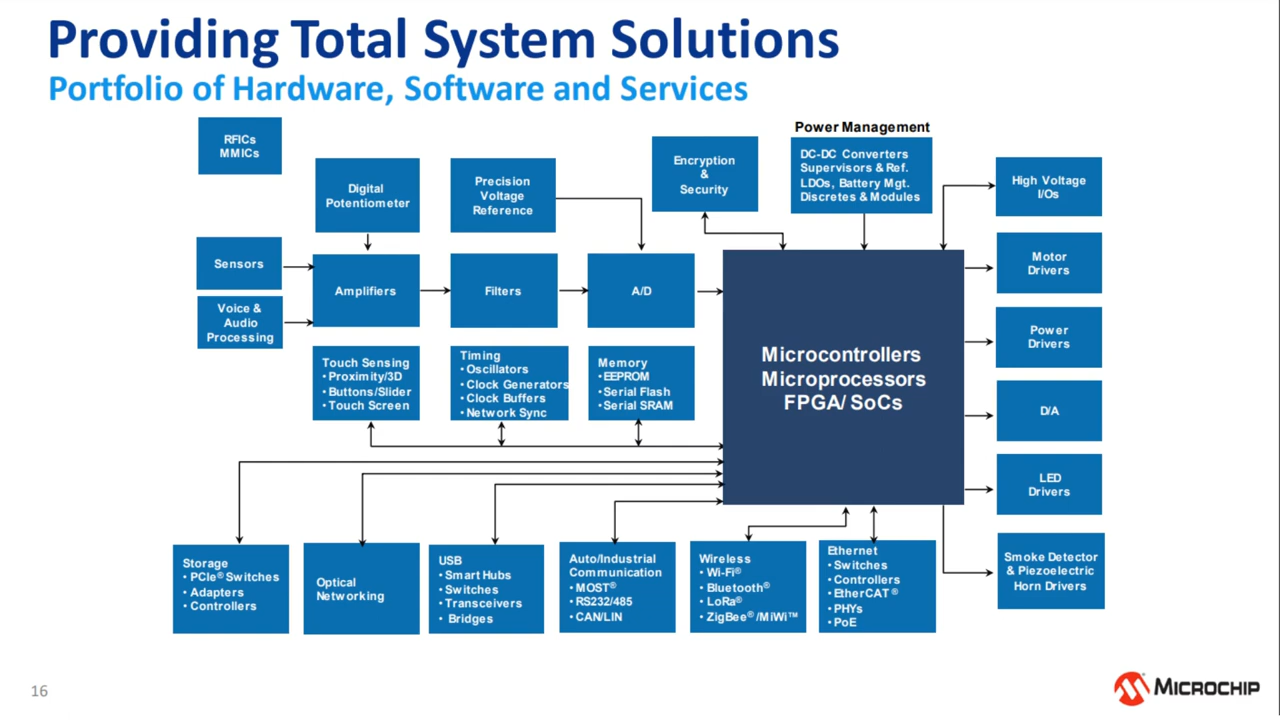 Providing Total System Solutions
Portfolio of Hardware, Software and Services
RFICs
MMICs
Digital
Potentiometer
Precision
Voltage
Reference
Encryption
&
Security
Power Management
DC-DC Converters
Supervisors & Ref.
LDOs, Battery Mgt.
Discretes & Modules
High Voltage
I/Os
Sensors
Voice &
Audio
Processing
Amplifiers
Filters
A/D
Motor
Drivers
Power
Drivers
D/A
LED
Drivers
Smoke Detector
& Piezoelectric
Horn Drivers
Microcontrollers
Microprocessors
FPGA/ SoCs
Touch Sensing
• Proximity/3D
• Buttons/Slider
• Touch Screen
Timing
• Oscillators
• Clock Generators
• Clock Buffers
• Network Sync
Memory
• EEPROM
• Serial Flash
• Serial SRAM
Storage
• PCIe® Switches
• Adapters
• Controllers
Optical
Networking
USB
• Smart Hubs
• Switches
• Transceivers
• Bridges
Auto/Industrial
Communication
• MOST®
• RS232/485
• CAN/LIN
Wireless
• Wi-Fi®
• Bluetooth®
• LoRa®
• ZigBee® /MiWi™
Ethernet
• Switches
• Controllers
• EtherCAT®
• PHYs
• PoE
16
MICROCHIP